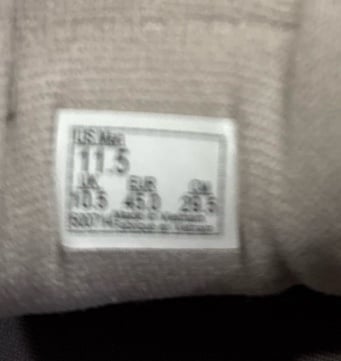 US Men
11.5
UK EUR CM
10.5 45.0 29.5
Made in Vietnam
Fabriqué au Vietnam